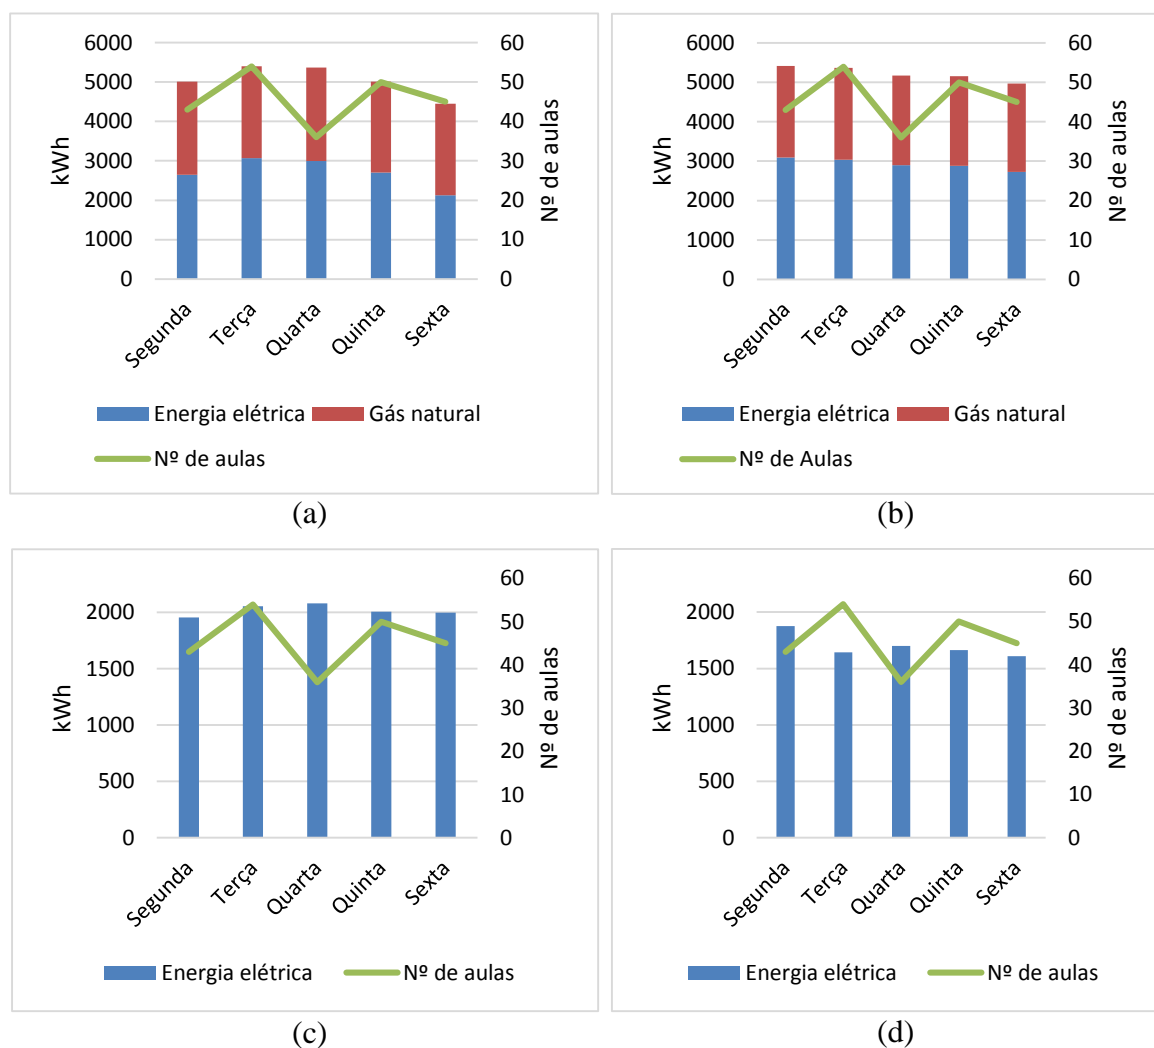 6000
5000
4000
3000
2000
1000
0
kWh
60
50
40
30
20
10
0
Nº de aulas
Segunda
Terça
Quarta
Quinta
Sexta
Energia elétrica
Gás natural
Nº de aulas
(a)
6000
5000
4000
3000
2000
1000
0
kWh
60
50
40
30
20
10
0
Nº de aulas
Segunda
Terça
Quarta
Quinta
Sexta
Energia elétrica
Gás natural
Nº de Aulas
(b)
2000
1500
1000
500
0
kWh
60
50
40
30
20
10
0
Nº de aulas
Segunda
Terça
Quarta
Quinta
Sexta
Energia elétrica
Nº de aulas
(c)
2000
1500
1000
500
0
kWh
60
50
40
30
20
10
0
Nº de aulas
Segunda
Terça
Quarta
Quinta
Sexta
Energia elétrica
Nº de aulas
(d)